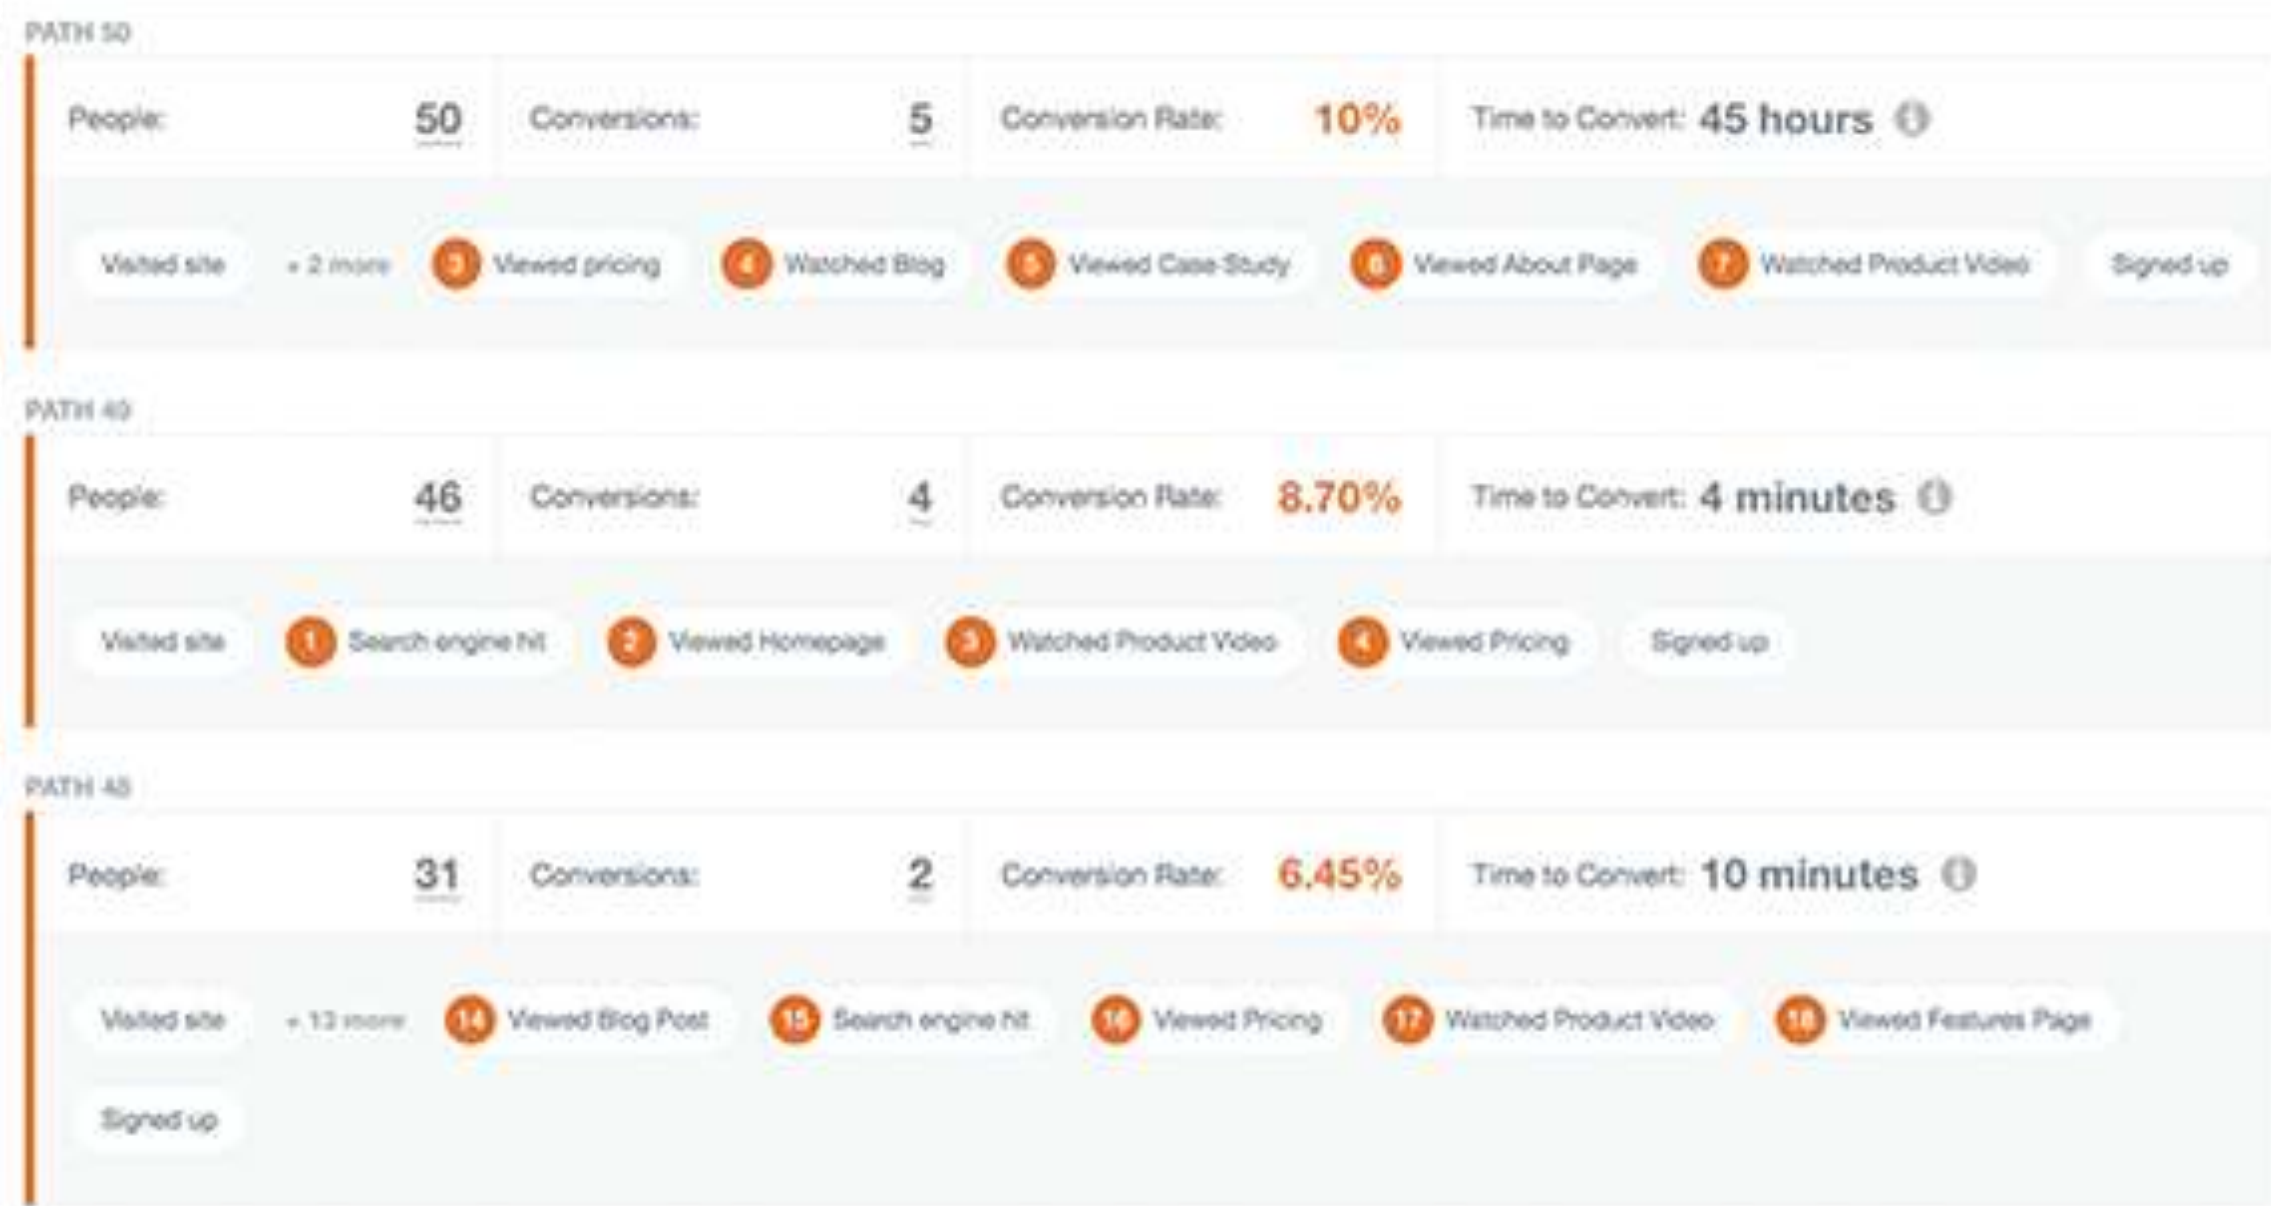 PATH 50
People: 50 Conversions: 5 Conversion Rate: 10% Time to Convert: 45 hours
Visited site + 2 more 3 Viewed pricing 4 Watched Blog 5 Viewed Case Study 6 Viewed About Page 7 Watched Product Video Signed up
PATH 49
People: 46 Conversions: 4 Conversion Rate: 8.70% Time to Convert: 4 minutes
Visited site 1 Search engine hit 2 Viewed Homepage 3 Watched Product Video 4 Viewed Pricing Signed up
PATH 48
People: 31 Conversions: 2 Conversion Rate: 6.45% Time to Convert: 10 minutes
Visited site + 13 more 14 Viewed Blog Post 15 Search engine hit 16 Viewed Pricing 17 Watched Product Video 18 Viewed Features Page
Signed up